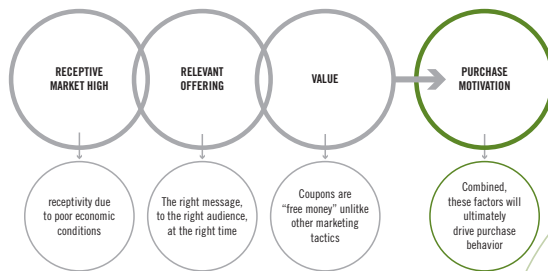 RECEPTIVE
MARKET HIGH
RELEVANT
OFFERING
VALUE
PURCHASE
MOTIVATION
receptivity due
to poor economic
conditions
The right message,
to the right audience,
at the right time
Coupons are
“free money” unlitke
other marketing
tactics
Combined,
these factors will
ultimately
drive purchase
behavior